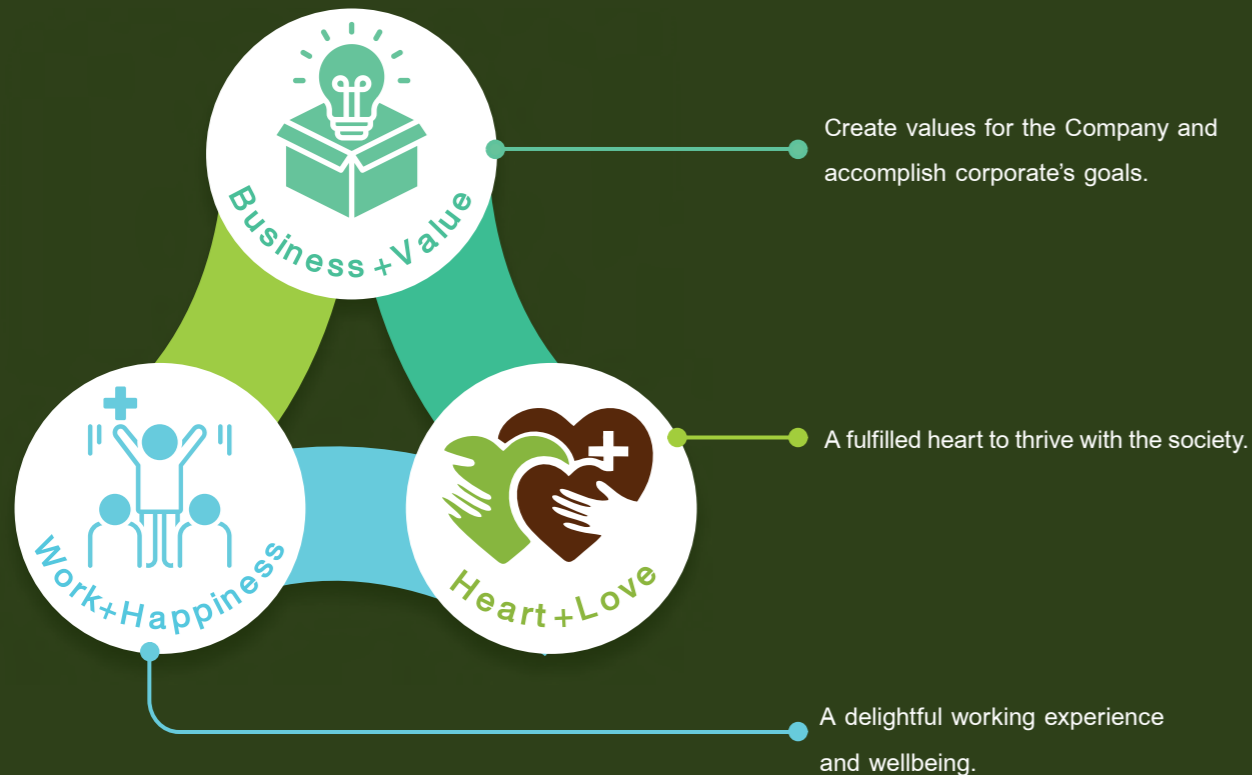 Business+Value
Create values for the Company and
accomplish corporate's goals.
Work+Happiness
Heart+Love
A fulfilled heart to thrive with the society.
A delightful working experience
and wellbeing.